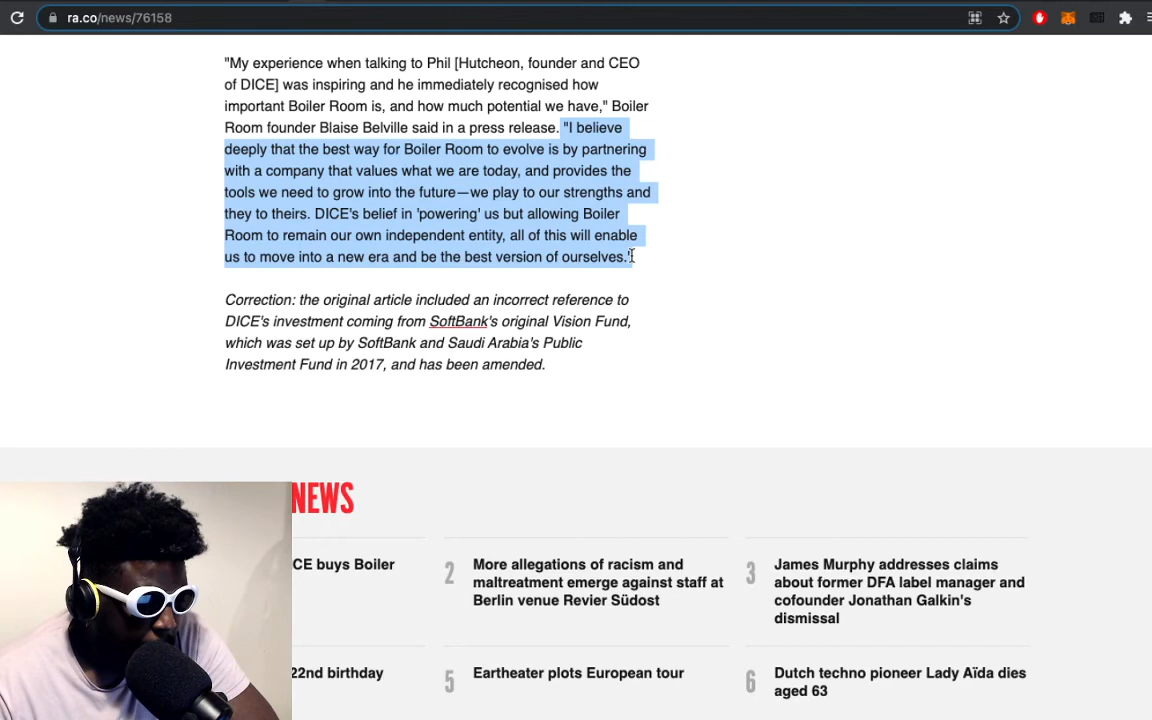 ra.co/news/76158
"My experience when talking to Phil [Hutcheon, founder and CEO
of DICE] was inspiring and he immediately recognised how
important Boiler Room is, and how much potential we have," Boiler
Room founder Blaise Belville said in a press release. "I believe
deeply that the best way for Boiler Room to evolve is by partnering
with a company that values what we are today, and provides the
tools we need to grow into the future—we play to our strengths and
they to theirs. DICE's belief in 'powering' us but allowing Boiler
Room to remain our own independent entity, all of this will enable
us to move into a new era and be the best version of ourselves."
Correction: the original article included an incorrect reference to
DICE's investment coming from SoftBank's original Vision Fund,
which was set up by SoftBank and Saudi Arabia's Public
Investment Fund in 2017, and has been amended.
NEWS
CE buys Boiler
2 More allegations of racism and
maltreatment emerge against staff at
Berlin venue Revier Südost
3 James Murphy addresses claims
about former DFA label manager and
cofounder Jonathan Galkin's
dismissal
22nd birthday
5 Eartheater plots European tour
6 Dutch techno pioneer Lady Aïda dies
aged 63